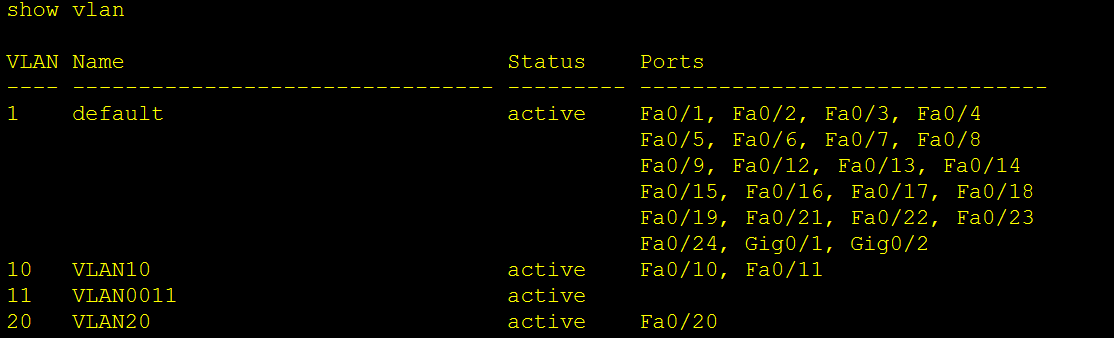 show vlan
VLAN Name                             Status    Ports
---- -------------------------------- --------- -------------------------------
1    default                          active    Fa0/1, Fa0/2, Fa0/3, Fa0/4
                                                Fa0/5, Fa0/6, Fa0/7, Fa0/8
                                                Fa0/9, Fa0/12, Fa0/13, Fa0/14
                                                Fa0/15, Fa0/16, Fa0/17, Fa0/18
                                                Fa0/19, Fa0/21, Fa0/22, Fa0/23
                                                Fa0/24, Gig0/1, Gig0/2
10   VLAN10                           active    Fa0/10, Fa0/11
11   VLAN0011                         active
20   VLAN20                           active    Fa0/20